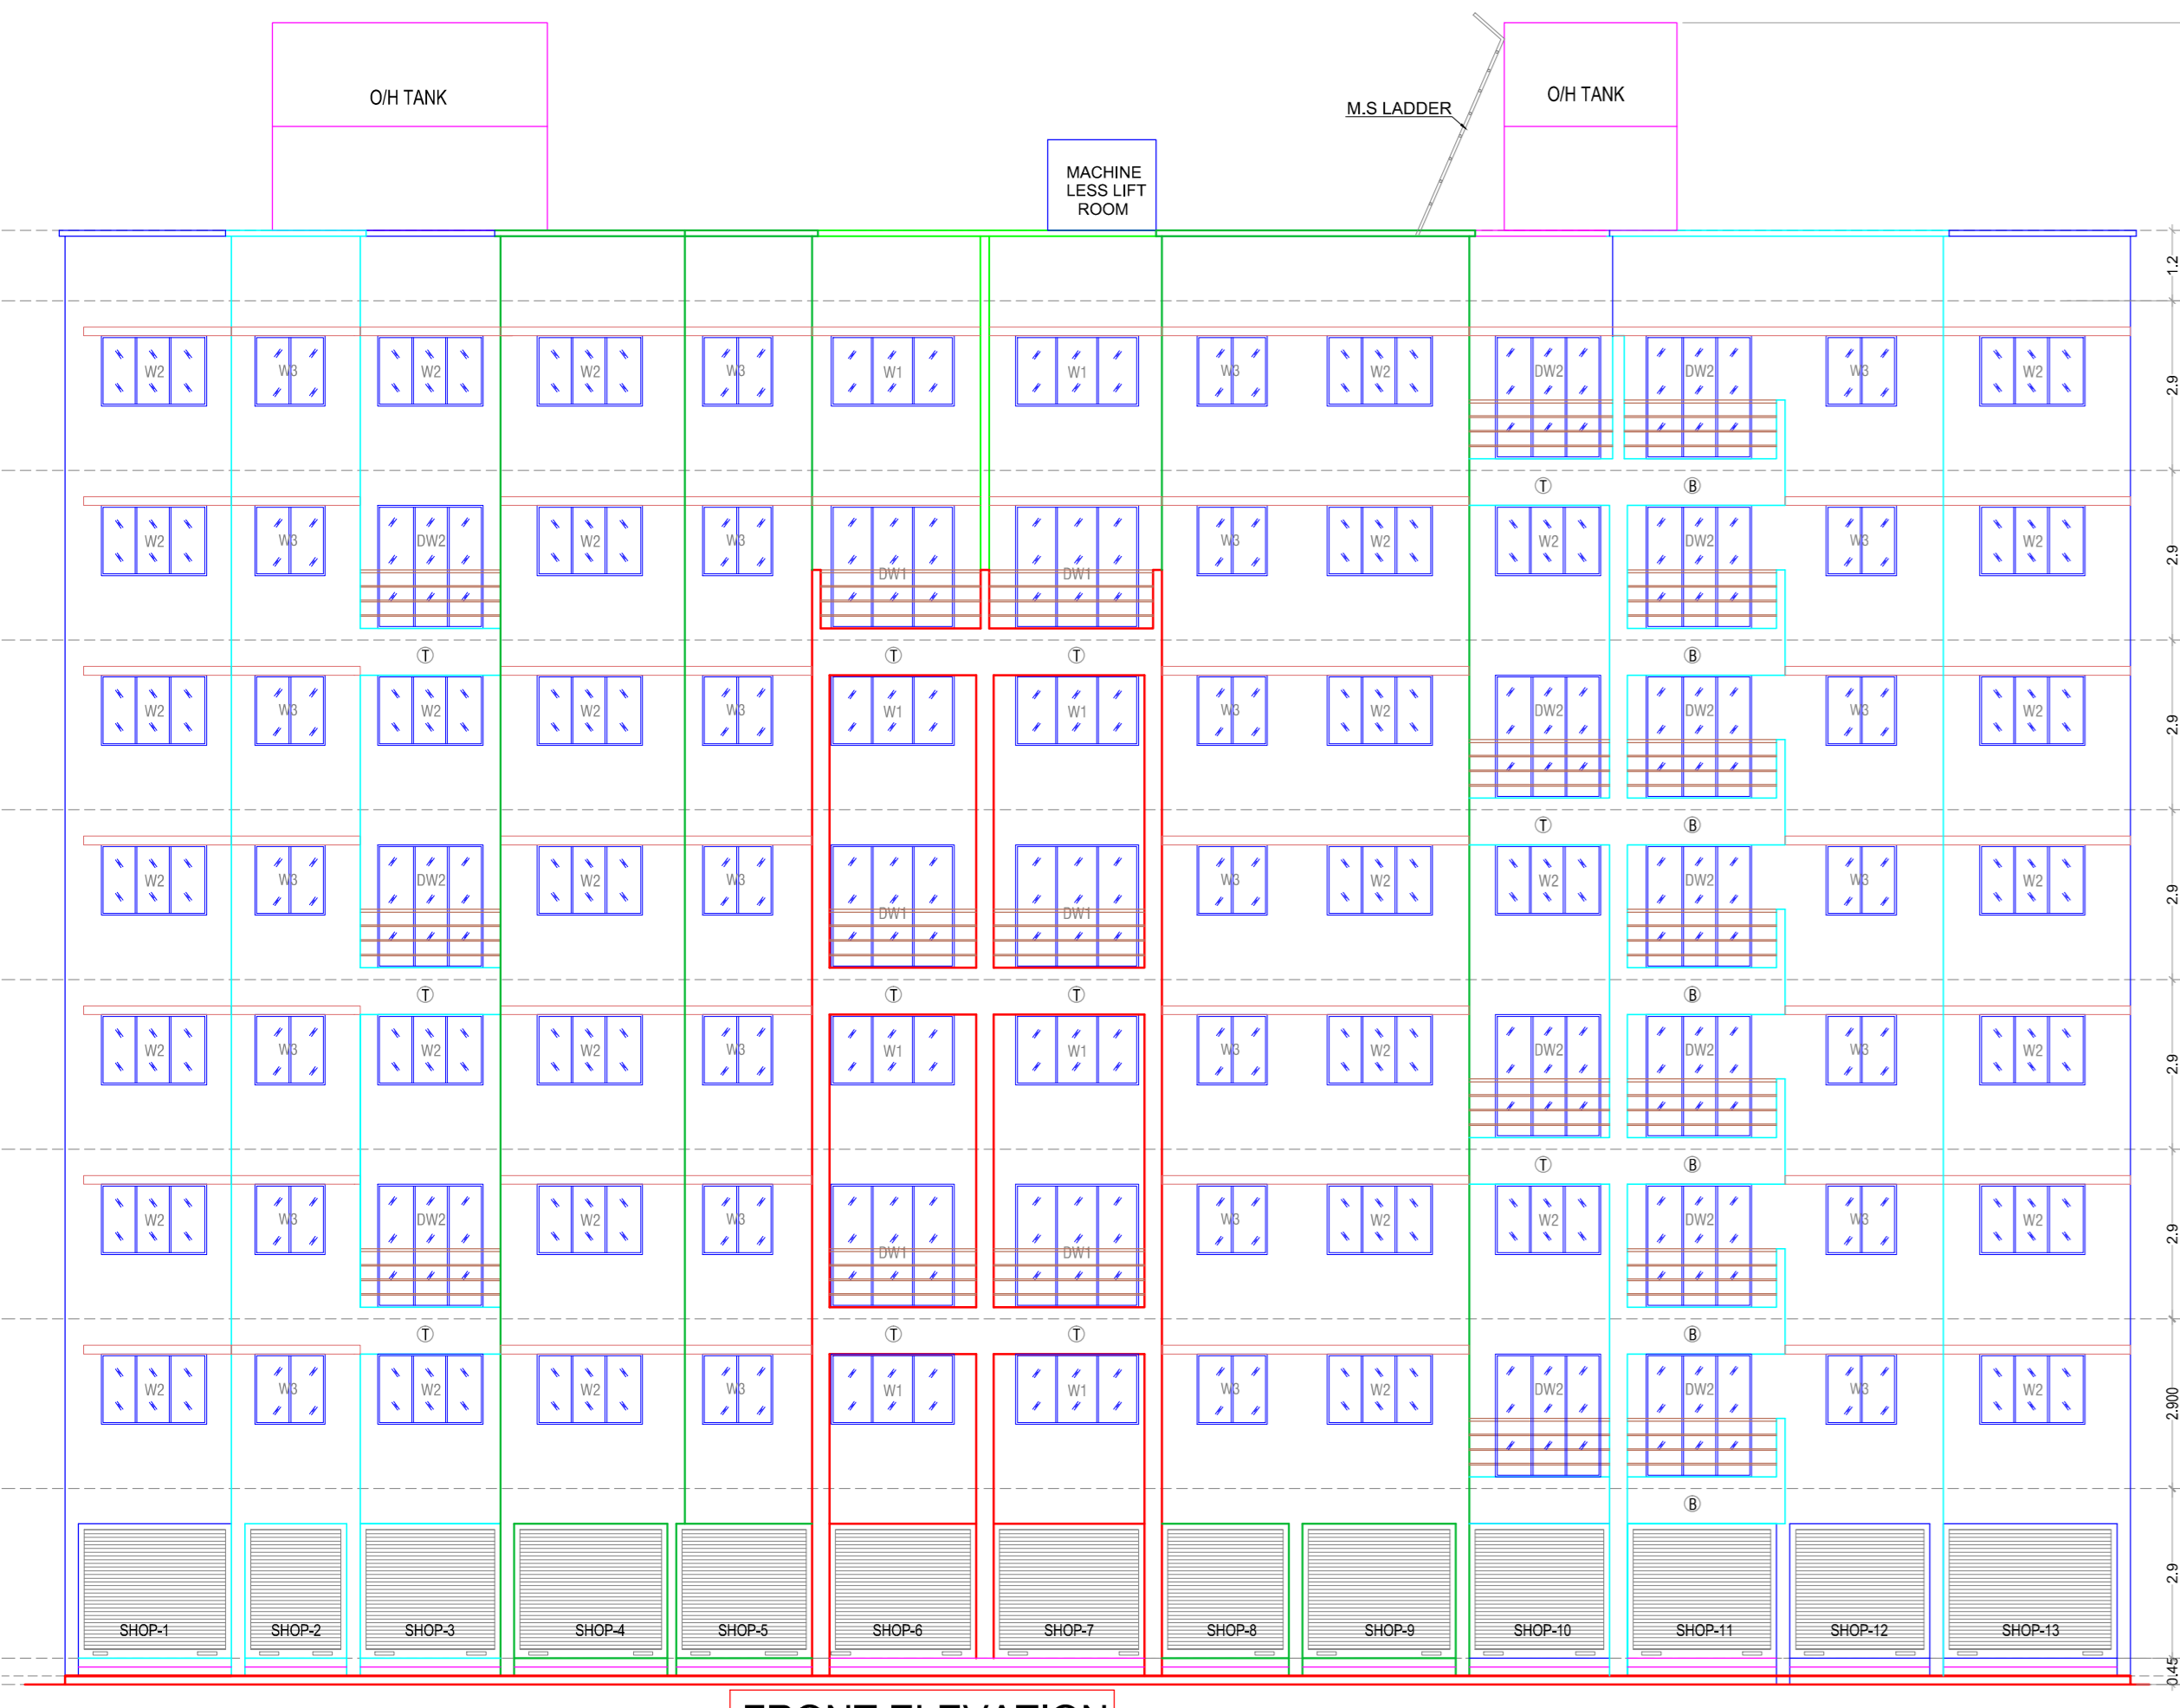 O/H TANK
O/H TANK
M.S LADDER
MACHINE
LESS LIFT
ROOM
1.2
W2 W3 W2 W2 W3 W1 W1 W3 W2 DW2 DW2 W3 W2
2.9
T B
W2 W3 DW2 W2 W3 DW1 DW1 W3 W2 W2 DW2 W3 W2
2.9
T T T B
W2 W3 W2 W2 W3 W1 W1 W3 W2 DW2 DW2 W3 W2
2.9
T B
W2 W3 DW2 W2 W3 DW1 DW1 W3 W2 W2 DW2 W3 W2
2.9
T T T B
W2 W3 W2 W2 W3 W1 W1 W3 W2 DW2 DW2 W3 W2
2.9
T B
W2 W3 DW2 W2 W3 DW1 DW1 W3 W2 W2 DW2 W3 W2
2.9
T T T B
W2 W3 W2 W2 W3 W1 W1 W3 W2 DW2 DW2 W3 W2
2.900
B
2.9
SHOP-1 SHOP-2 SHOP-3 SHOP-4 SHOP-5 SHOP-6 SHOP-7 SHOP-8 SHOP-9 SHOP-10 SHOP-11 SHOP-12 SHOP-13
0.45
FRONT ELEVATION